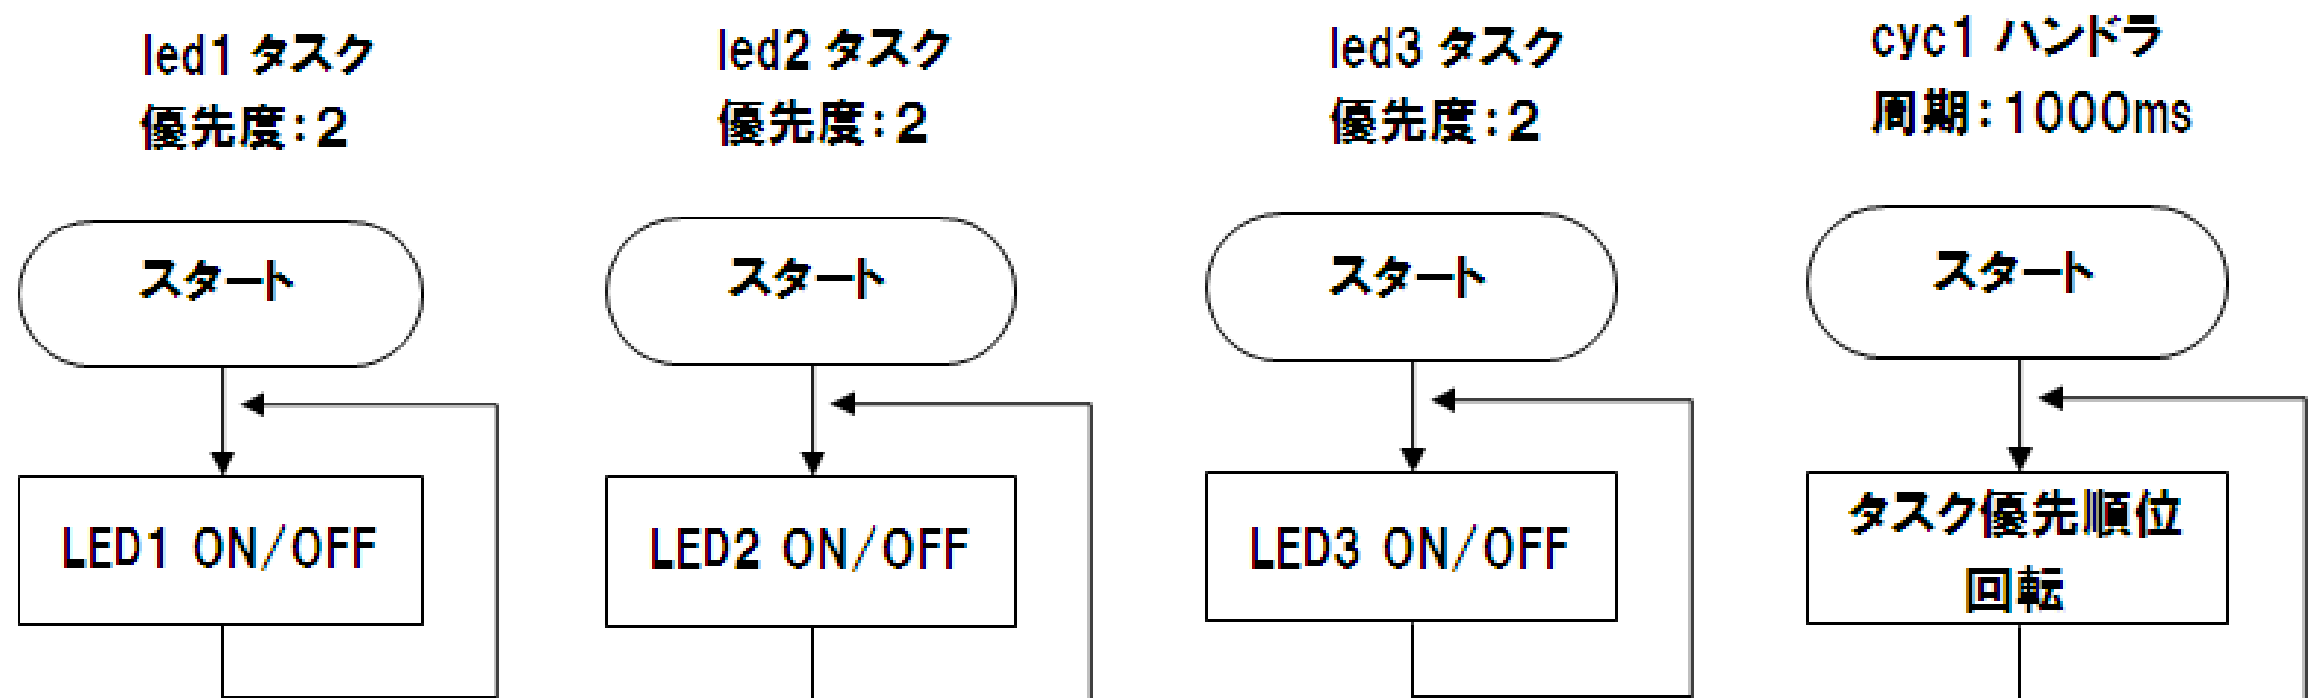 led1 タスク
優先度：2
led2 タスク
優先度：2
led3 タスク
優先度：2
cyc1 ハンドラ
周期：1000ms
スタート
スタート
スタート
スタート
LED1 ON/OFF
LED2 ON/OFF
LED3 ON/OFF
タスク優先順位
回転